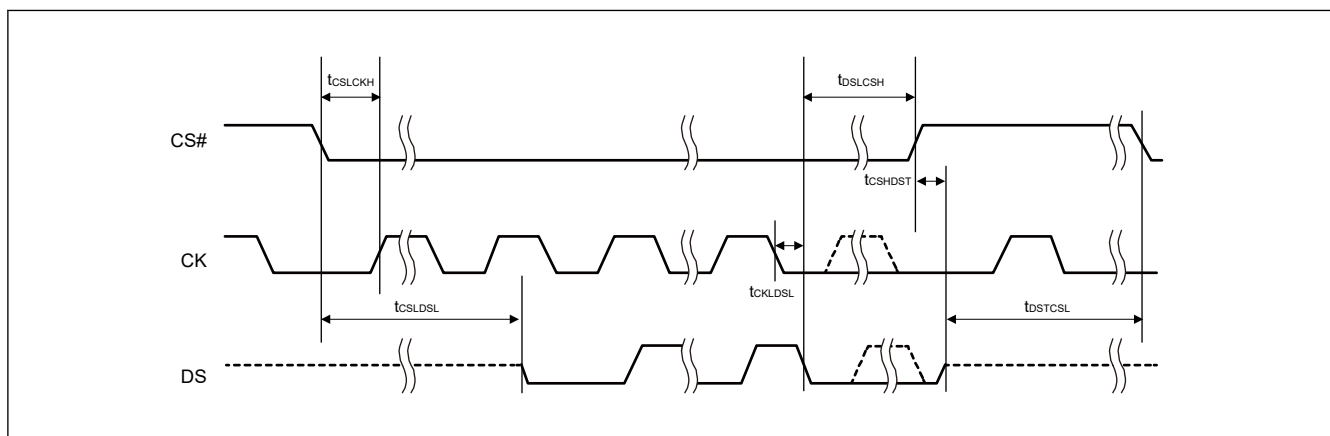 tCSLCKH
tDSLCSH
CS#
tCSHDST
CK
tCKLDSL
tCSLDSL
tDSTCSL
DS